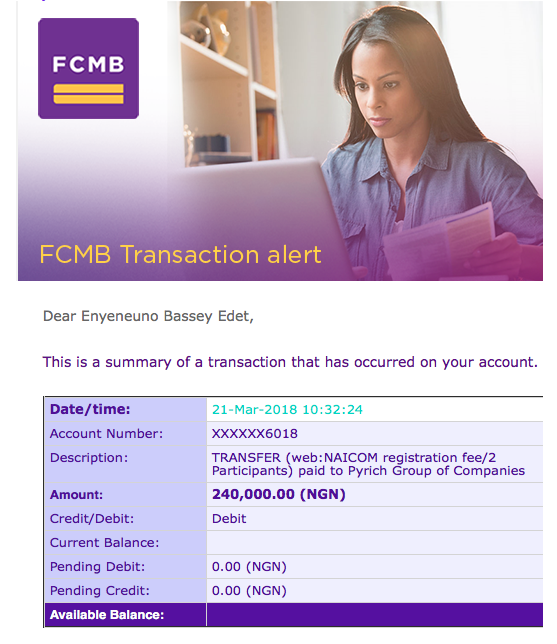 FCMB
FCMB Transaction alert
Dear Enyeneuno Bassey Edet,
This is a summary of a transaction that has occurred on your account.
Date/time: 21-Mar-2018 10:32:24
Account Number: XXXXXX6018
Description: TRANSFER (web:NAICOM registration fee/2
Participants) paid to Pyrich Group of Companies
Amount: 240,000.00 (NGN)
Credit/Debit: Debit
Current Balance:
Pending Debit: 0.00 (NGN)
Pending Credit: 0.00 (NGN)
Available Balance: